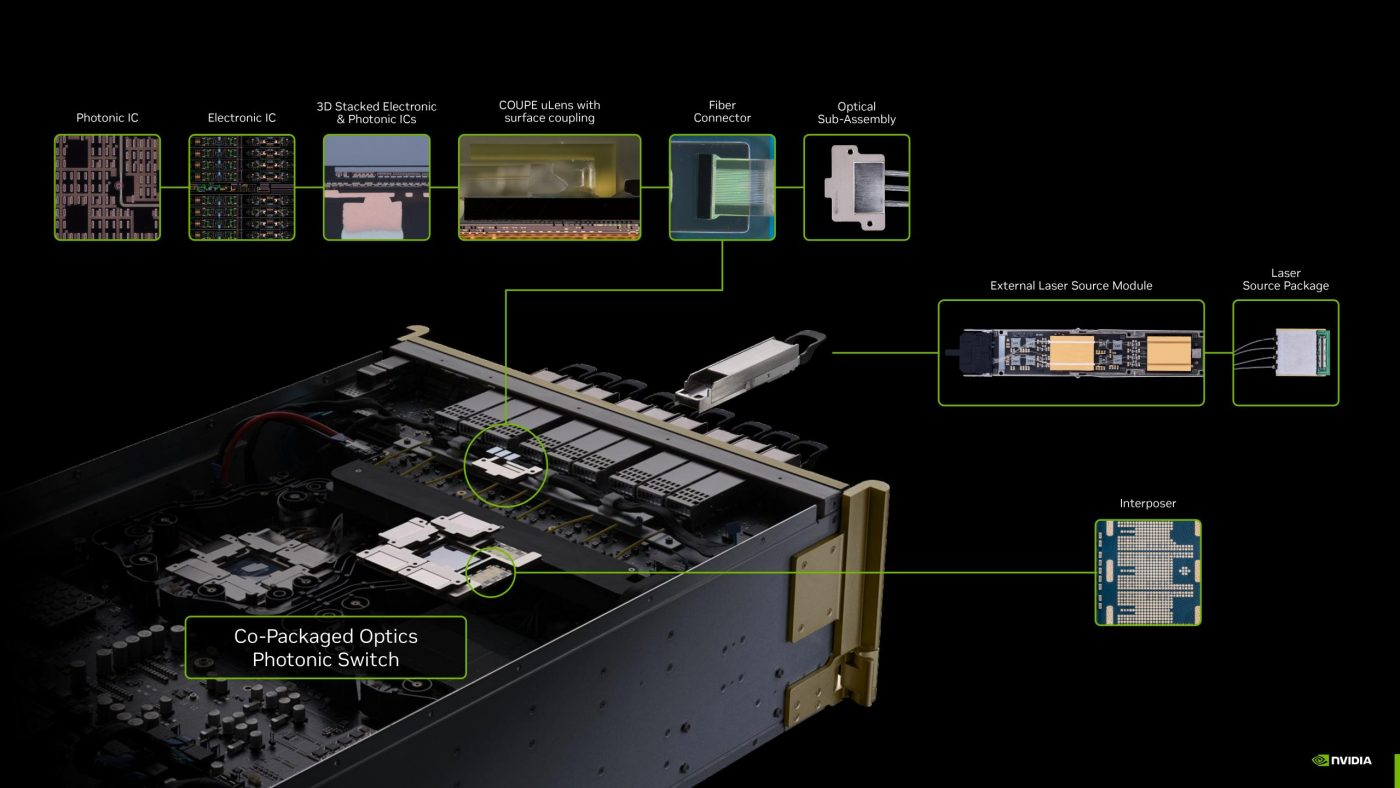 Photonic IC
Electronic IC
3D Stacked Electronic
& Photonic ICs
COUPE uLens with
surface coupling
Fiber
Connector
Optical
Sub-Assembly
External Laser Source Module
Laser
Source Package
Interposer
Co-Packaged Optics
Photonic Switch
NVIDIA